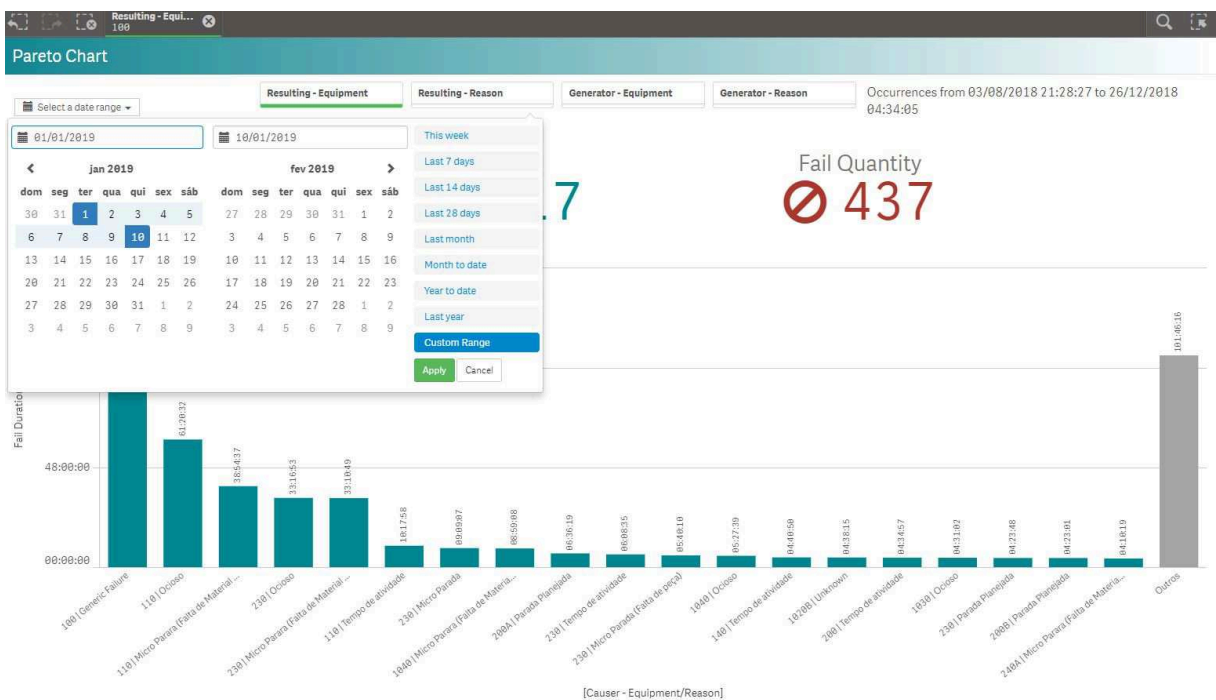 Resulting - Equi...
100
Pareto Chart
Select a date range
Resulting - Equipment
Resulting - Reason
Generator - Equipment
Generator - Reason
Occurrences from 03/08/2018 21:28:27 to 26/12/2018
04:34:05
01/01/2019
10/01/2019
jan 2019
dom seg ter qua qui sex sáb
30 31 1 2 3 4 5
6 7 8 9 10 11 12
13 14 15 16 17 18 19
20 21 22 23 24 25 26
27 28 29 30 31 1 2
3 4 5 6 7 8 9
fev 2019
dom seg ter qua qui sex sáb
27 28 29 30 31 1 2
3 4 5 6 7 8 9
10 11 12 13 14 15 16
17 18 19 20 21 22 23
24 25 26 27 28 1 2
3 4 5 6 7 8 9
This week
Last 7 days
Last 14 days
Last 28 days
Last month
Month to date
Year to date
Last year
Custom Range
Apply
Cancel
7
Fail Quantity
437
Fail Duratio
48:00:00
00:00:00
61:20:32
38:54:37
33:16:53
33:10:49
10:17:58
09:09:07
08:59:08
06:36:19
06:08:35
05:40:10
05:27:39
04:40:50
04:38:15
04:34:57
04:31:02
04:23:48
04:23:01
04:10:19
101:46:16
100 | Generic Failure
110 | Ocioso
110 | Micro Parara (Falta de Material ...
230 | Ocioso
230 | Micro Parara (Falta de Material ...
110 | Tempo de atividade
230 | Micro Parada
1040 | Micro Parara (Falta de Materia...
200A | Parada Planejada
230 | Tempo de atividade
230 | Micro Parada (Falta de peça)
1040 | Ocioso
140 | Tempo de atividade
1020B | Unknown
200 | Tempo de atividade
1030 | Ocioso
230 | Parada Planejada
200B | Parada Planejada
240A | Micro Parara (Falta de Materia...
Outros
[Causer - Equipment/Reason]